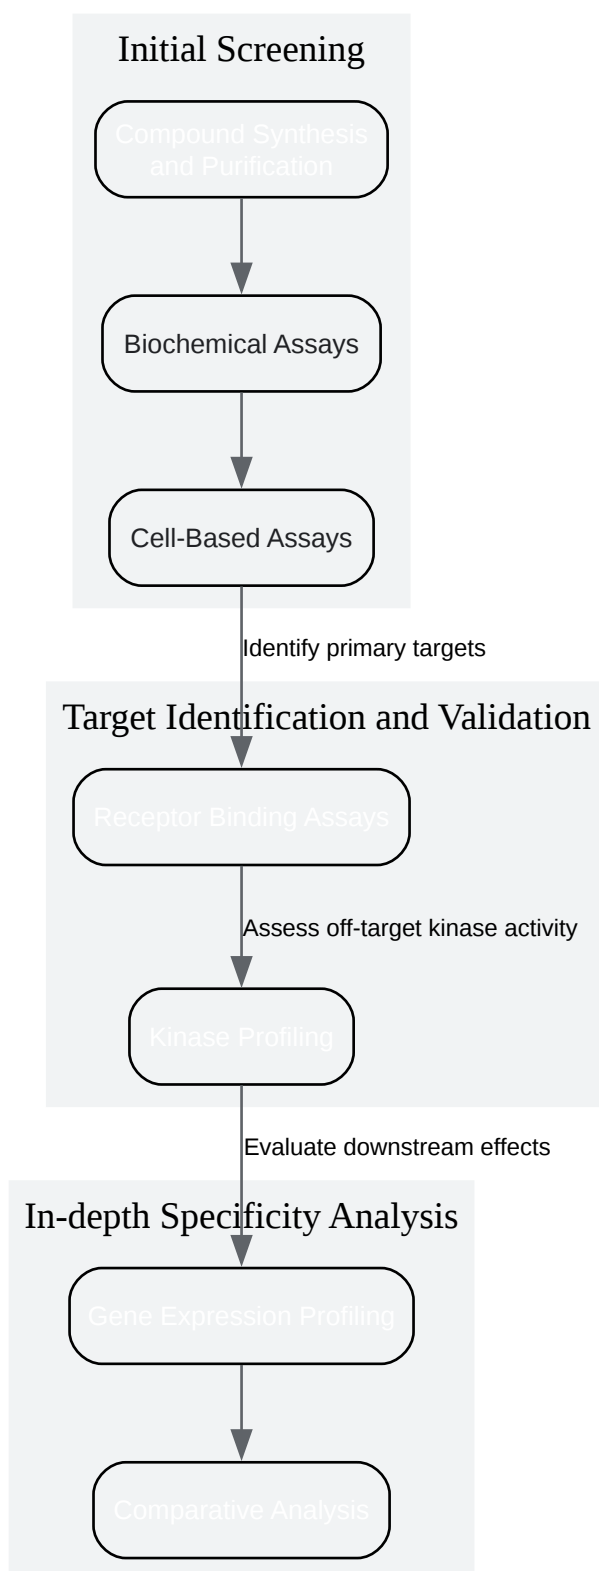 Initial Screening
Compound Synthesis
and Purification
Biochemical Assays
Cell-Based Assays
Identify primary targets
Target Identification and Validation
Receptor Binding Assays
Assess off-target kinase activity
Kinase Profiling
Evaluate downstream effects
In-depth Specificity Analysis
Gene Expression Profiling
Comparative Analysis